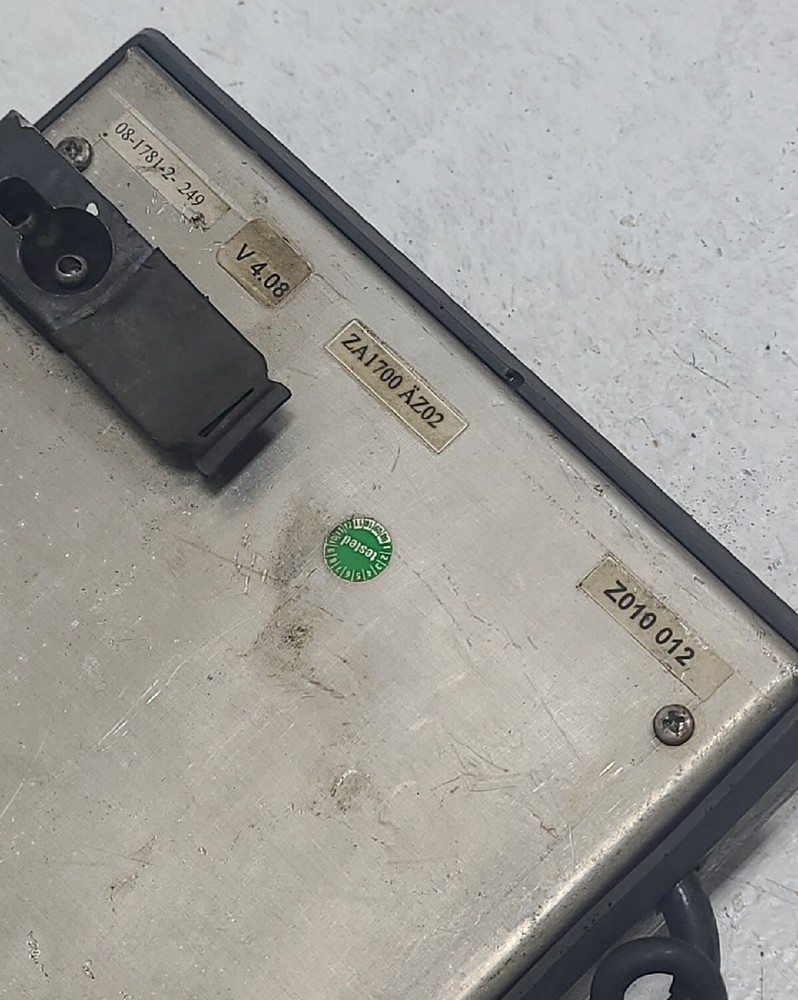 08-1781-2- 249
V 4.08
ZA1700 ÄZ02
tested
Z010 012